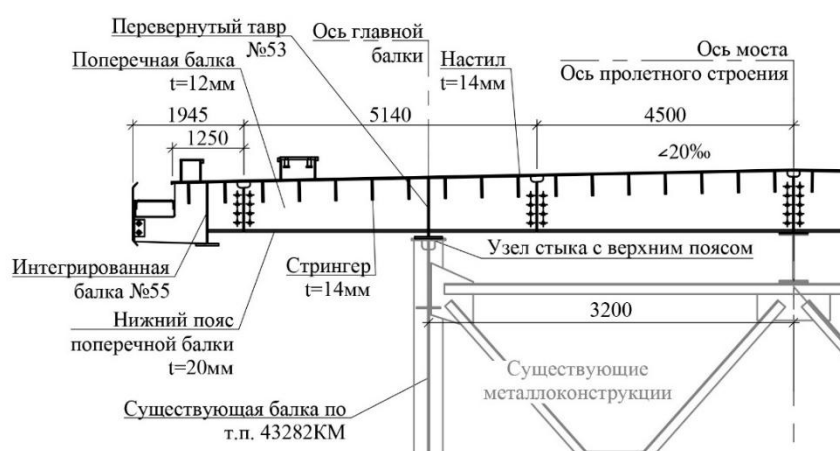 Перевернутый тавр
№53
Ось главной
балки
Поперечная балка
t=12мм
Настил
t=14мм
Ось моста
Ось пролетного строения
1945
5140
4500
1250
∠20‰
Узел стыка с верхним поясом
Интегрированная
балка №55
Стрингер
t=14мм
Нижний пояс
поперечной балки
t=20мм
3200
Существующие
металлоконструкции
Существующая балка по
т.п. 43282КМ